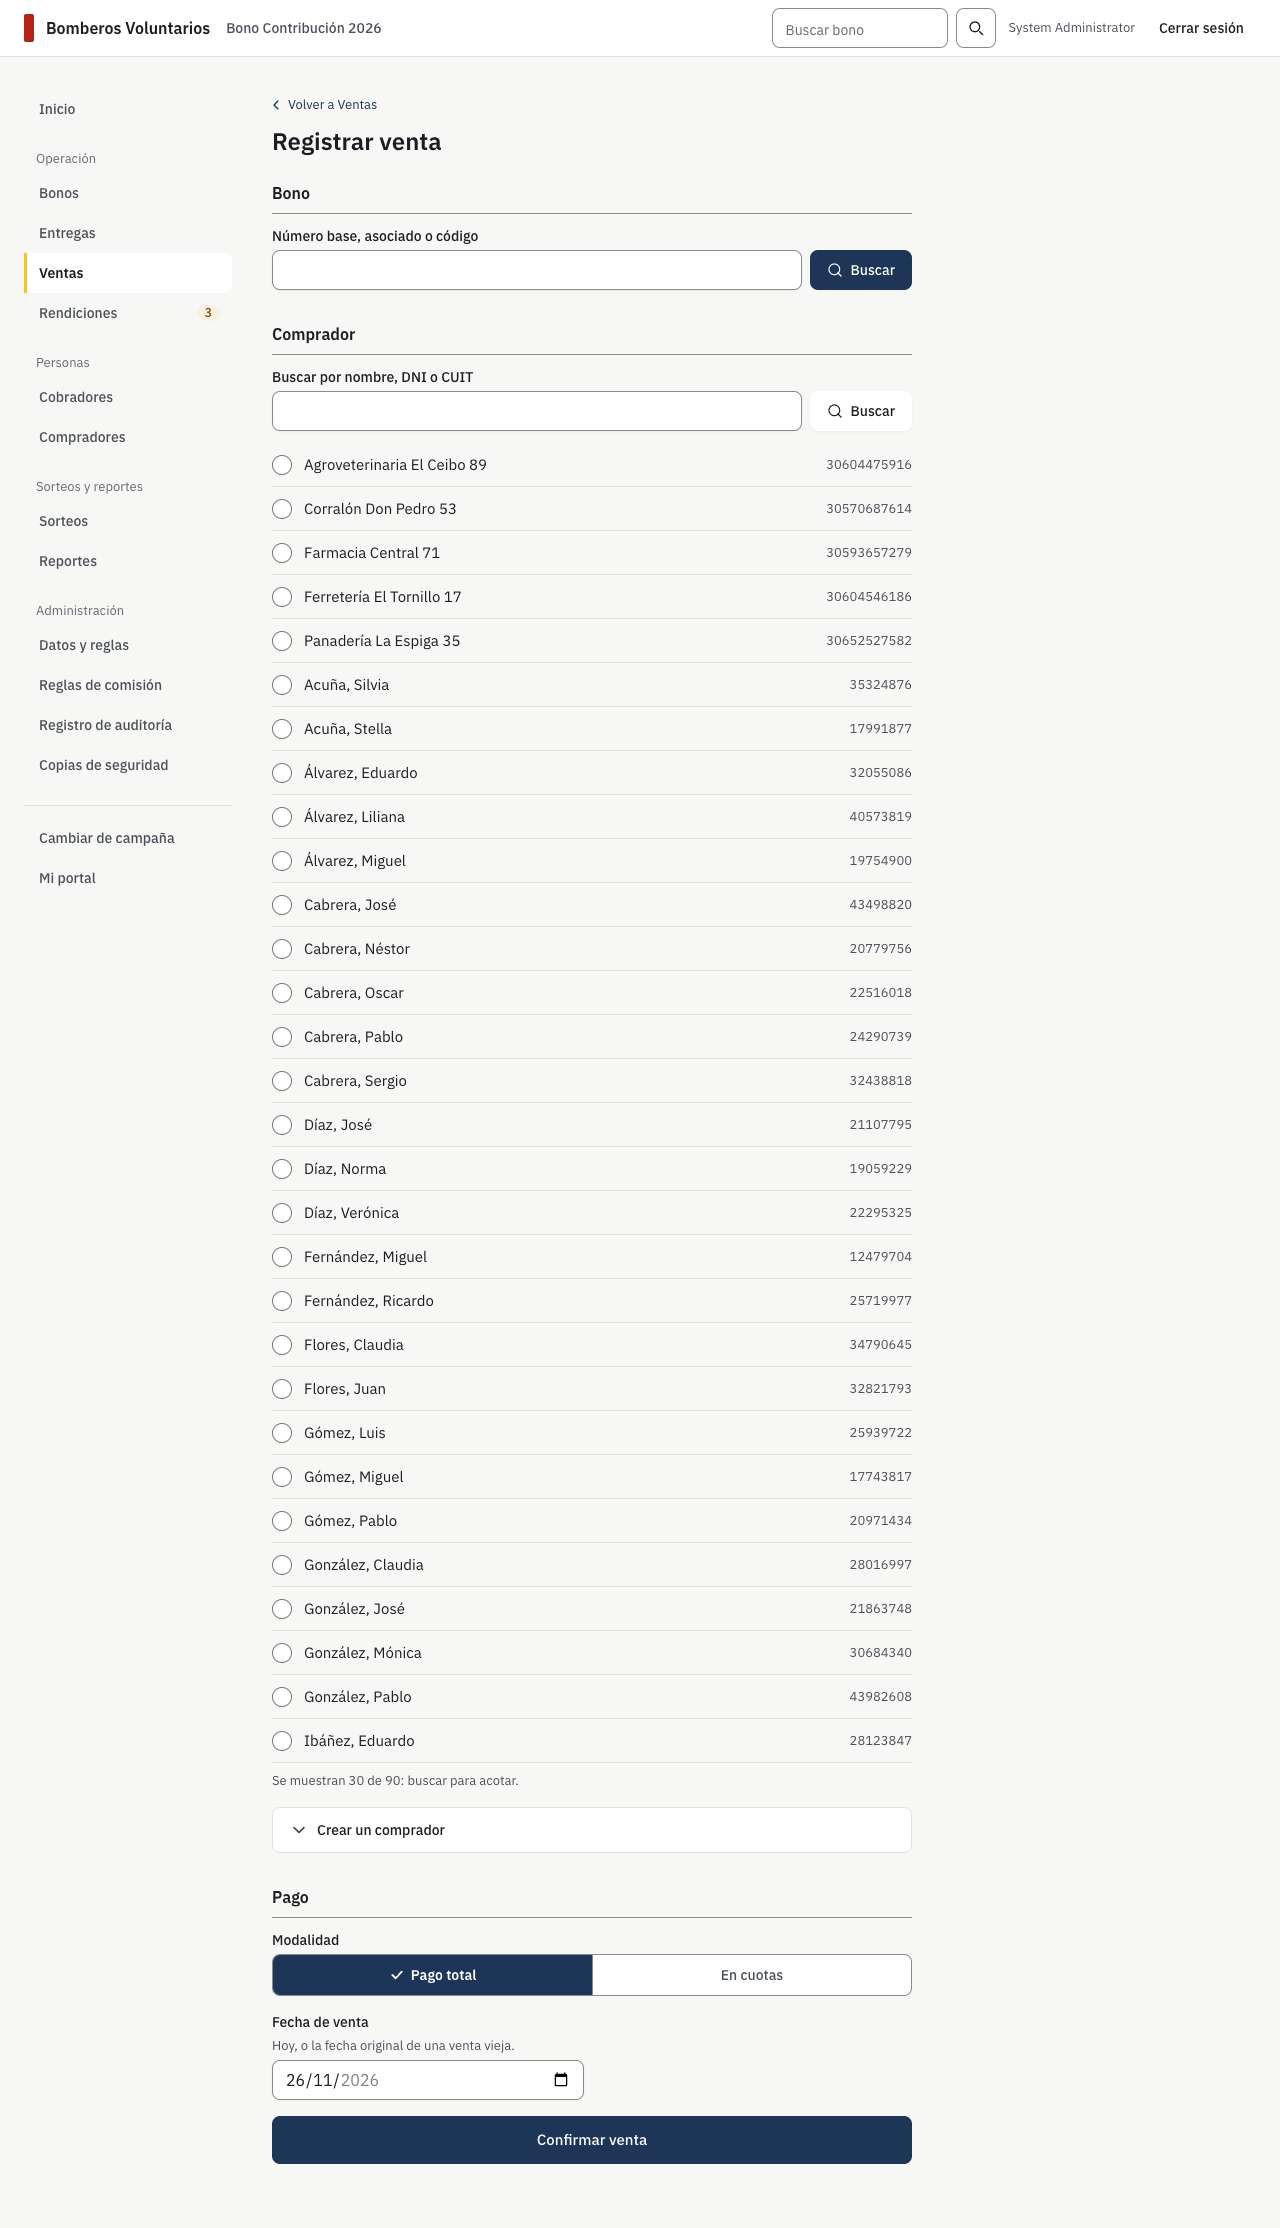 Bomberos Voluntarios Bono Contribución 2026 Buscar bono System Administrator Cerrar sesión
Inicio
Operación
Bonos
Entregas
Ventas
Rendiciones 3
Personas
Cobradores
Compradores
Sorteos y reportes
Sorteos
Reportes
Administración
Datos y reglas
Reglas de comisión
Registro de auditoría
Copias de seguridad
Cambiar de campaña
Mi portal
Volver a Ventas
Registrar venta
Bono
Número base, asociado o código
Buscar
Comprador
Buscar por nombre, DNI o CUIT
Buscar
Agroveterinaria El Ceibo 89 30604475916
Corralón Don Pedro 53 30570687614
Farmacia Central 71 30593657279
Ferretería El Tornillo 17 30604546186
Panadería La Espiga 35 30652527582
Acuña, Silvia 35324876
Acuña, Stella 17991877
Álvarez, Eduardo 32055086
Álvarez, Liliana 40573819
Álvarez, Miguel 19754900
Cabrera, José 43498820
Cabrera, Néstor 20779756
Cabrera, Oscar 22516018
Cabrera, Pablo 24290739
Cabrera, Sergio 32438818
Díaz, José 21107795
Díaz, Norma 19059229
Díaz, Verónica 22295325
Fernández, Miguel 12479704
Fernández, Ricardo 25719977
Flores, Claudia 34790645
Flores, Juan 32821793
Gómez, Luis 25939722
Gómez, Miguel 17743817
Gómez, Pablo 20971434
González, Claudia 28016997
González, José 21863748
González, Mónica 30684340
González, Pablo 43982608
Ibáñez, Eduardo 28123847
Se muestran 30 de 90: buscar para acotar.
Crear un comprador
Pago
Modalidad
Pago total En cuotas
Fecha de venta
Hoy, o la fecha original de una venta vieja.
26/11/2026
Confirmar venta